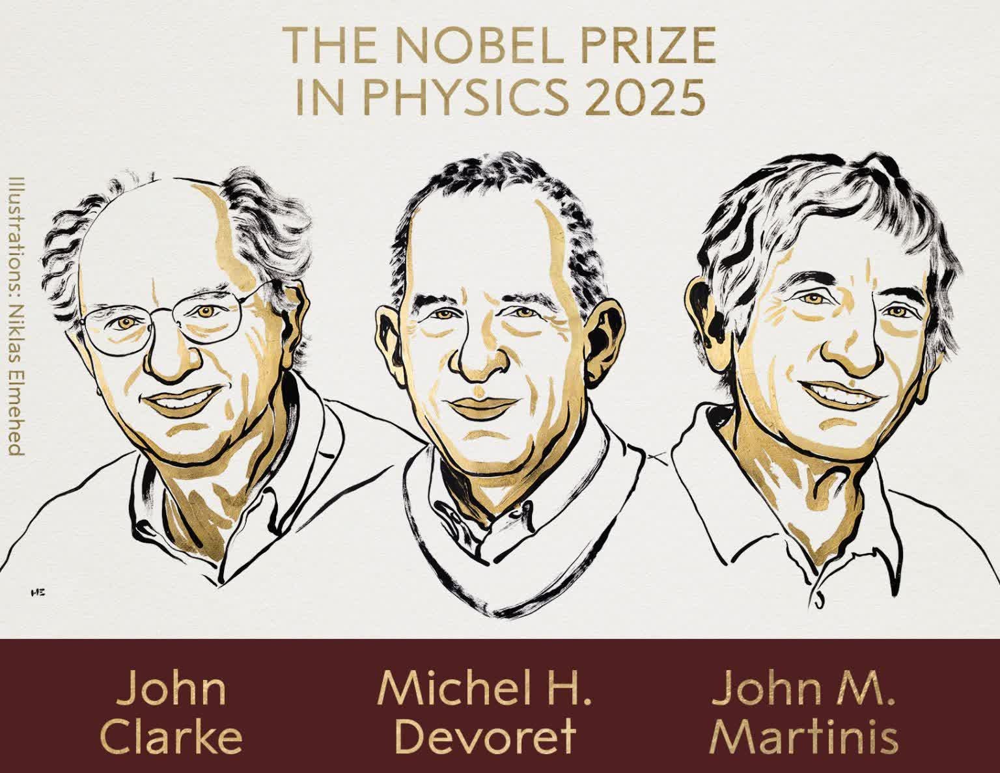 THE NOBEL PRIZE
IN PHYSICS 2025
Illustrations: Niklas Elmehed
John
Clarke
Michel H.
Devoret
John M.
Martinis